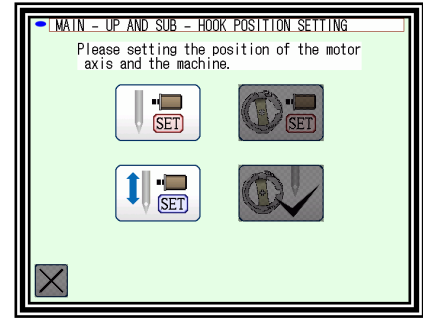 MAIN - UP AND SUB - HOOK POSITION SETTING
Please setting the position of the motor
axis and the machine.
SET
SET
SET